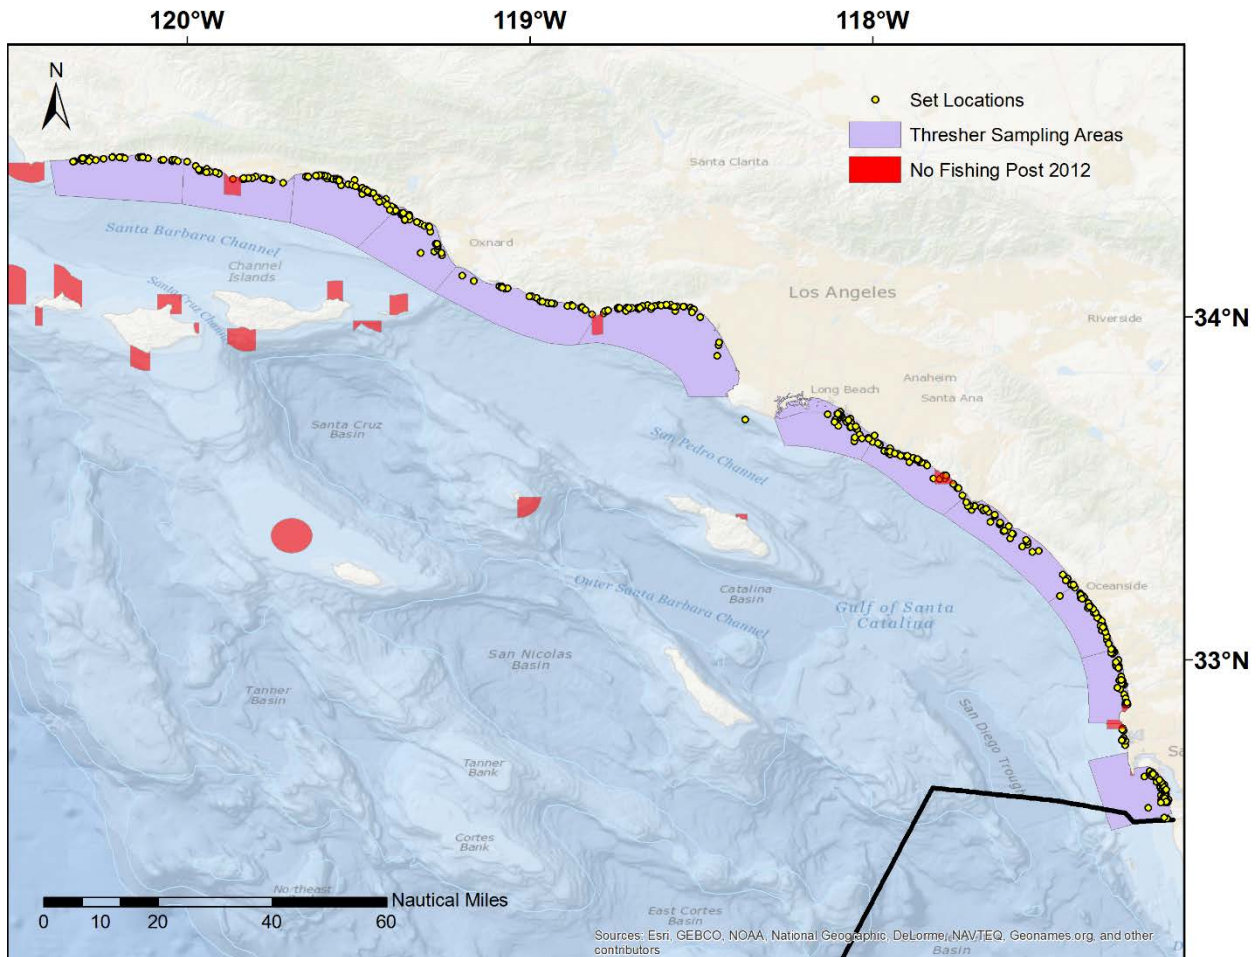 120°W 119°W 118°W
N
Set Locations
Thresher Sampling Areas
No Fishing Post 2012
Santa Clarita
Santa Barbara Channel
Oxnard
Channel
Islands
Santa Cruz Channel
Los Angeles
34°N
Riverside
Long Beach
Anaheim
Santa Ana
Santa Cruz
Basin
San Pedro Channel
Outer Santa Barbara Channel
Catalina
Basin
Oceanside
Gulf of Santa
Catalina
San Nicolas
Basin
33°N
Tanner
Basin
San Diego Trough
Sa
Tanner
Bank
Cortes
Bank
Northeast
Nautical Miles
0 10 20 40 60
East Cortes
Basin
Sources: Esri, GEBCO, NOAA, National Geographic, DeLorme, NAVTEQ, Geonames.org, and other
contributors
Basin